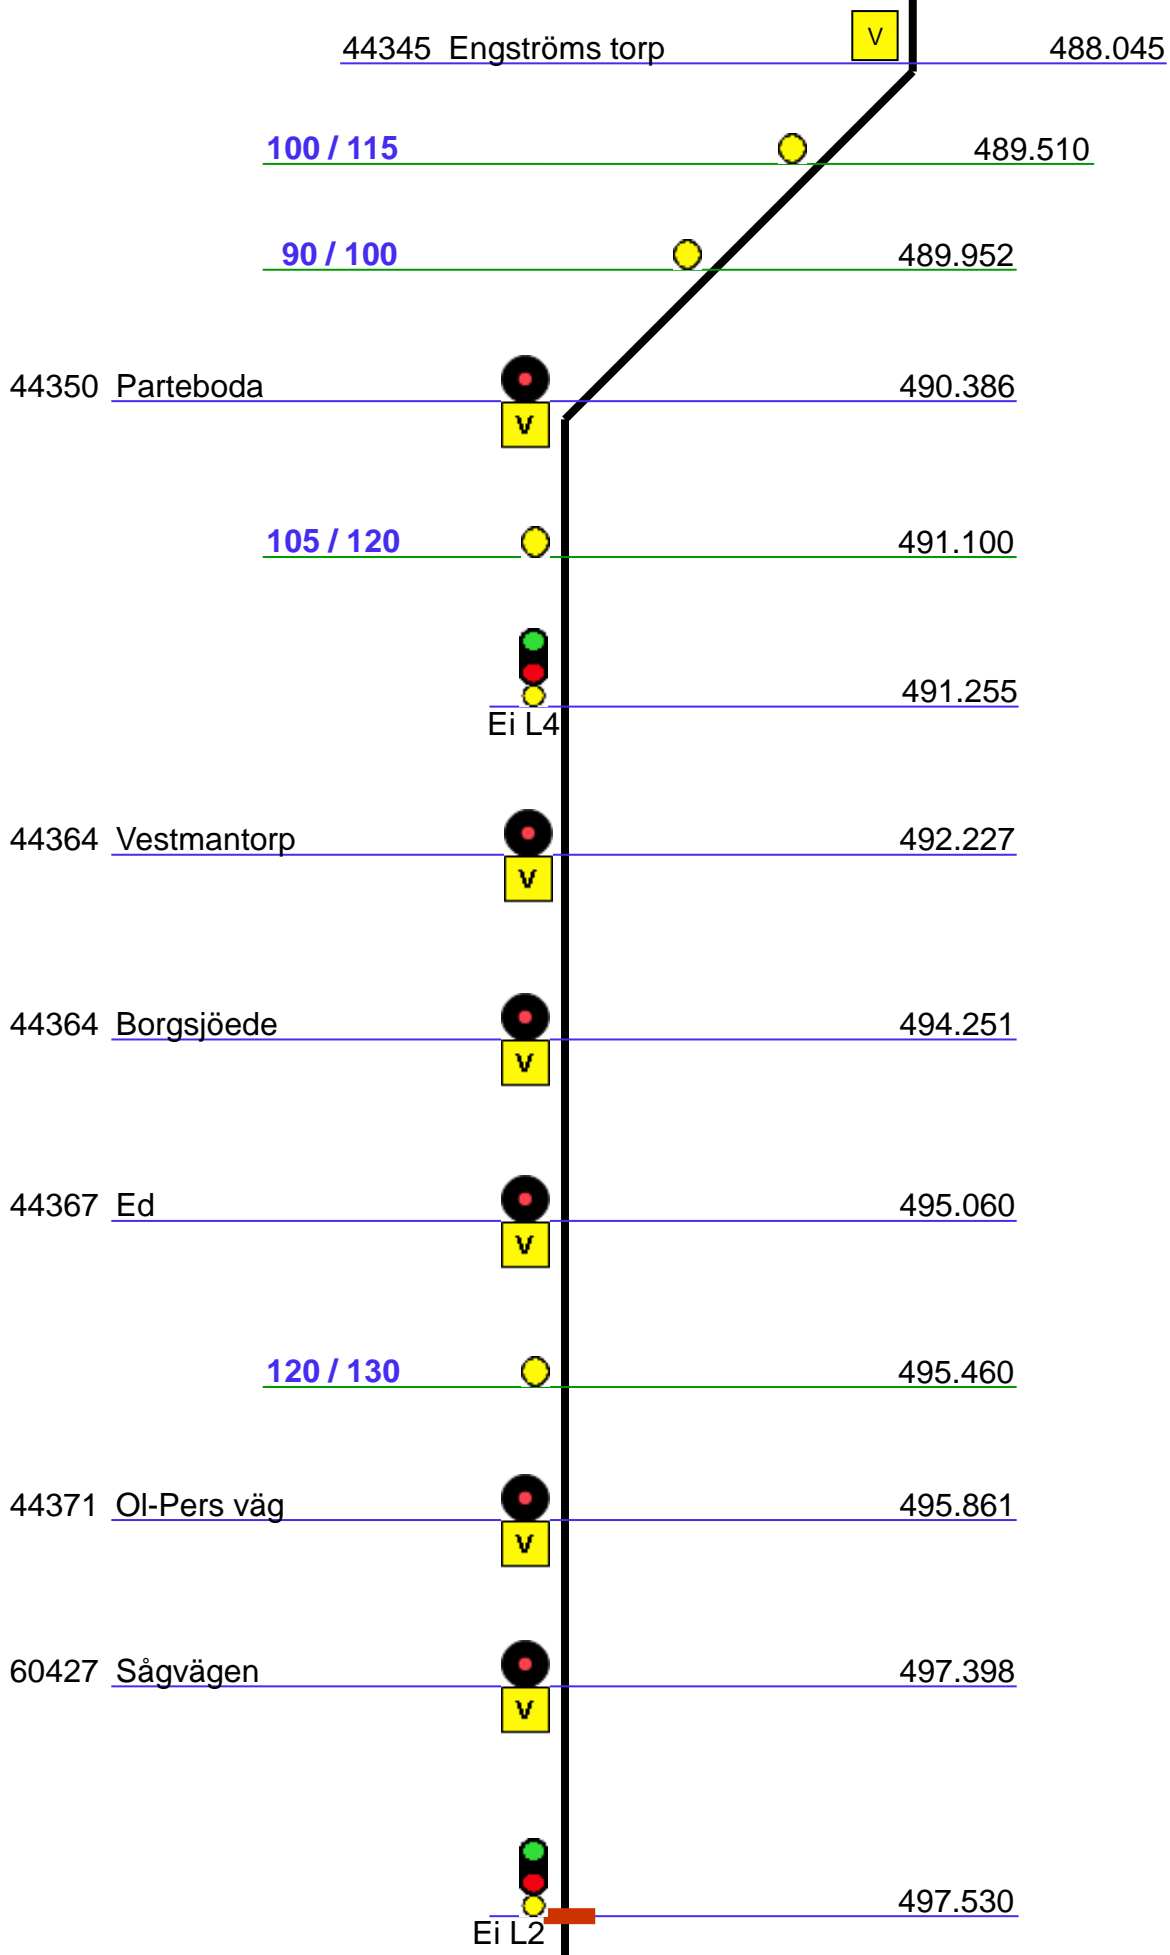 44345 Engströms torp V 488.045
100 / 115 489.510
90 / 100 489.952
44350 Parteboda 490.386
V
105 / 120 491.100
491.255
Ei L4
44364 Vestmantorp 492.227
V
44364 Borgsjöede 494.251
V
44367 Ed 495.060
V
120 / 130 495.460
44371 Ol-Pers väg 495.861
V
60427 Sågvägen 497.398
V
497.530
Ei L2